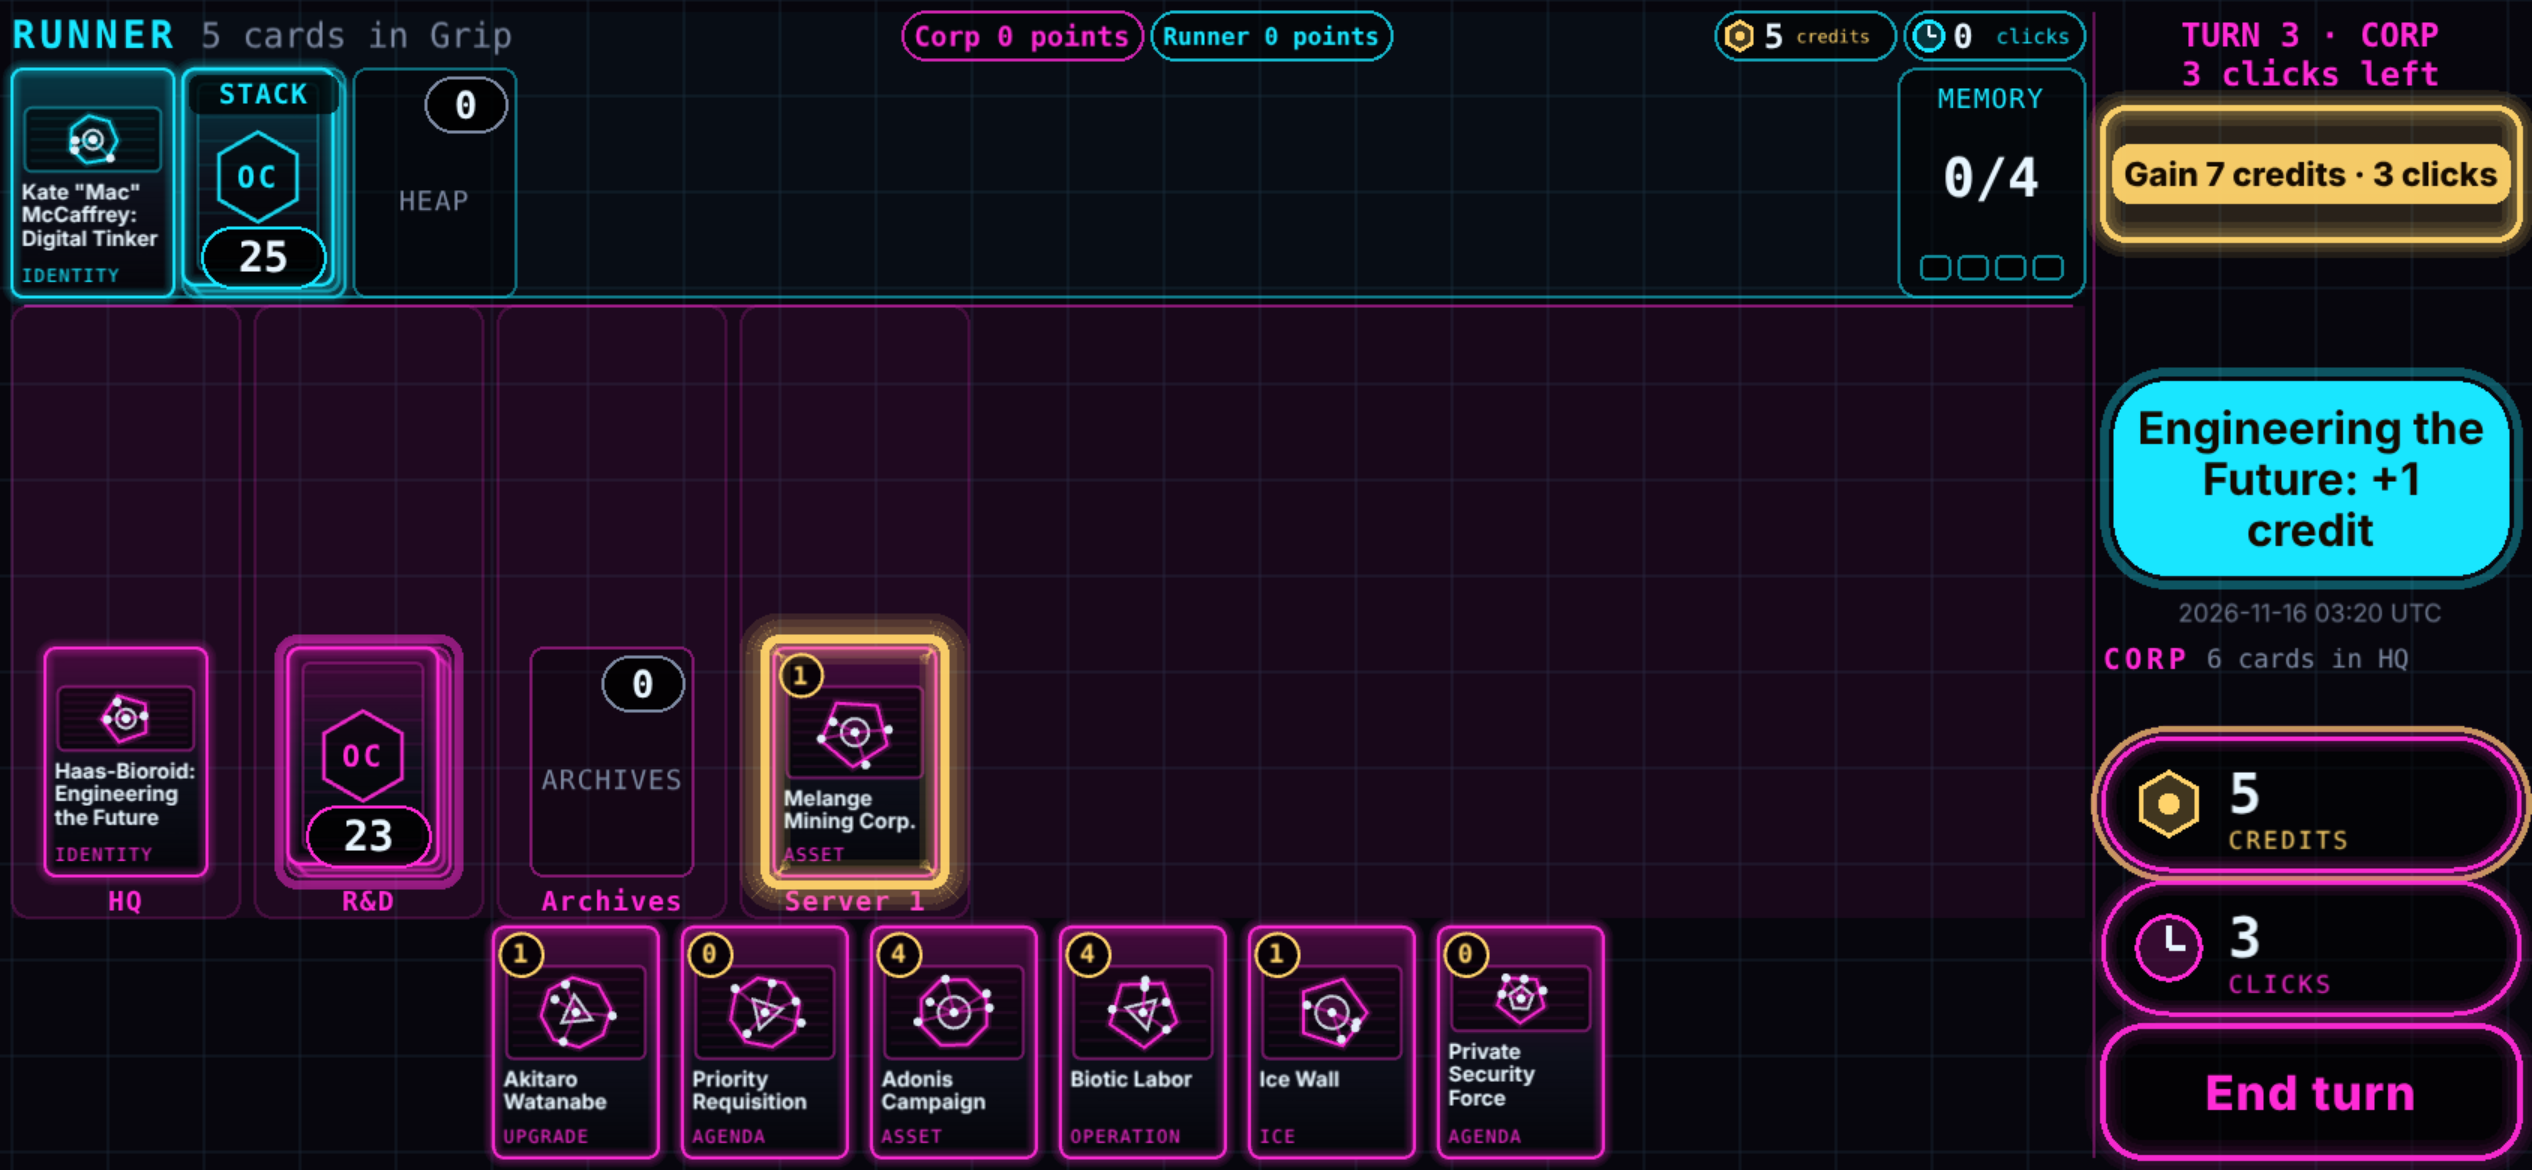 RUNNER 5 cards in Grip
Corp 0 points
Runner 0 points
5 credits
0 clicks
TURN 3 · CORP
3 clicks left
Kate "Mac"
McCaffrey:
Digital Tinker
IDENTITY
STACK
OC
25
0
HEAP
MEMORY
0/4
Gain 7 credits · 3 clicks
Engineering the
Future: +1
credit
2026-11-16 03:20 UTC
CORP 6 cards in HQ
Haas-Bioroid:
Engineering
the Future
IDENTITY
HQ
OC
23
R&D
0
ARCHIVES
Archives
1
Melange
Mining Corp.
ASSET
Server 1
5
CREDITS
3
CLICKS
End turn
1
Akitaro
Watanabe
UPGRADE
0
Priority
Requisition
AGENDA
4
Adonis
Campaign
ASSET
4
Biotic Labor
OPERATION
1
Ice Wall
ICE
0
Private
Security
Force
AGENDA